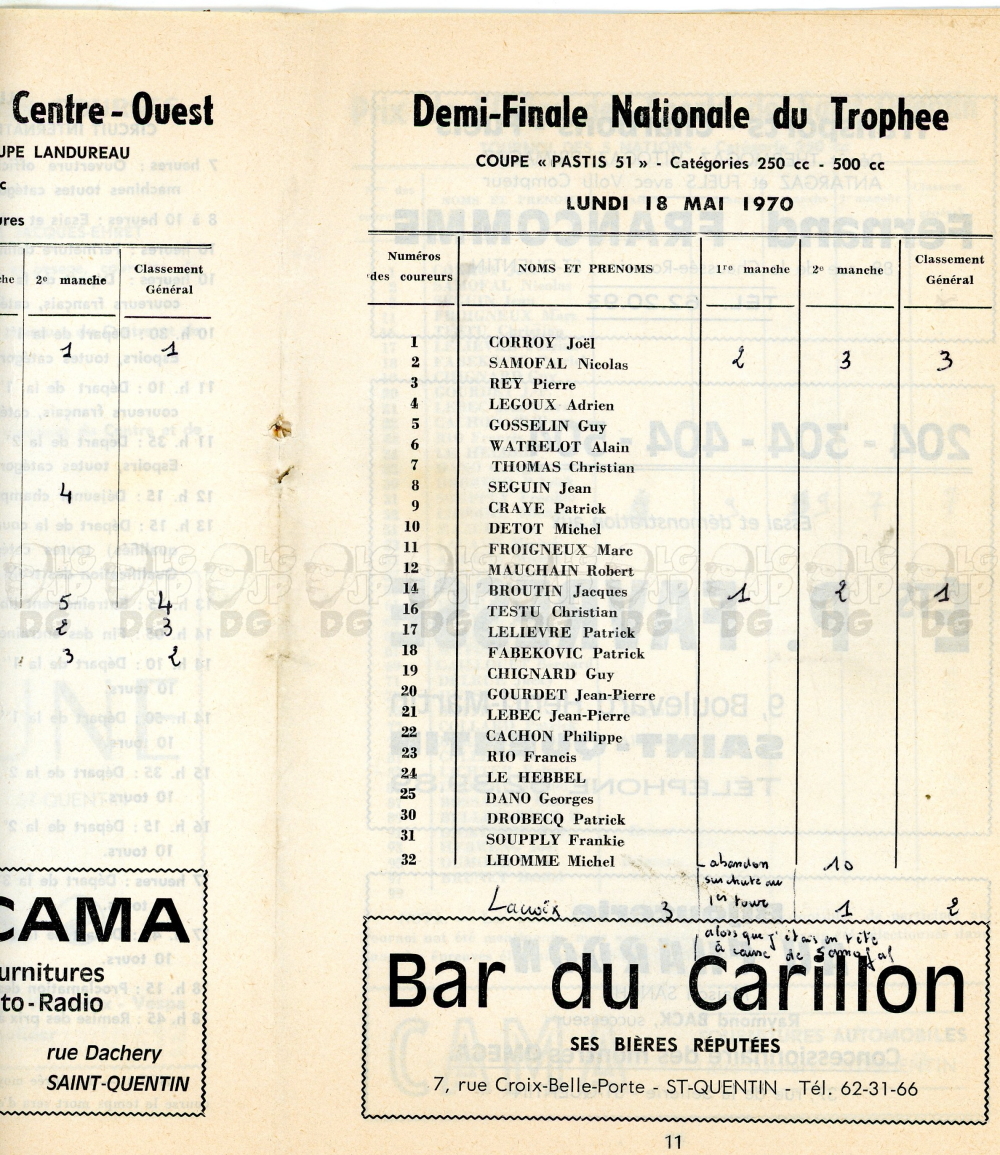 Centre - Ouest
UPE LANDUREAU
c
ures
che 2e manche Classement Général
1 1
4
5 4
2 3
3 2
CAMA
urnitures
to - Radio
rue Dachery
SAINT-QUENTIN
Demi-Finale Nationale du Trophee
COUPE « PASTIS 51 » - Catégories 250 cc - 500 cc
LUNDI 18 MAI 1970
Numéros des coureurs NOMS ET PRENOMS 1re manche 2e manche Classement Général
1 CORROY Joël
2 SAMOFAL Nicolas 2 3 3
3 REY Pierre
4 LEGOUX Adrien
5 GOSSELIN Guy
6 WATRELOT Alain
7 THOMAS Christian
8 SEGUIN Jean
9 CRAYE Patrick
10 DETOT Michel
11 FROIGNEUX Marc
12 MAUCHAIN Robert
14 BROUTIN Jacques 1 2 1
16 TESTU Christian
17 LELIEVRE Patrick
18 FABEKOVIC Patrick
19 CHIGNARD Guy
20 GOURDET Jean-Pierre
21 LEBEC Jean-Pierre
22 CACHON Philippe
23 RIO Francis
24 LE HEBBEL
25 DANO Georges
30 DROBECQ Patrick
31 SOUPPLY Frankie
32 LHOMME Michel abandon 10
sur chute au
Lacroix 3 1er tour 1 2
alors que j'étais en tête
à cause de Samofal
Bar du Carillon
SES BIÈRES RÉPUTÉES
7, rue Croix-Belle-Porte - ST-QUENTIN - Tél. 62-31-66
11